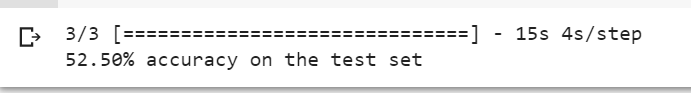 3/3 [==============================] - 15s 4s/step
52.50% accuracy on the test set